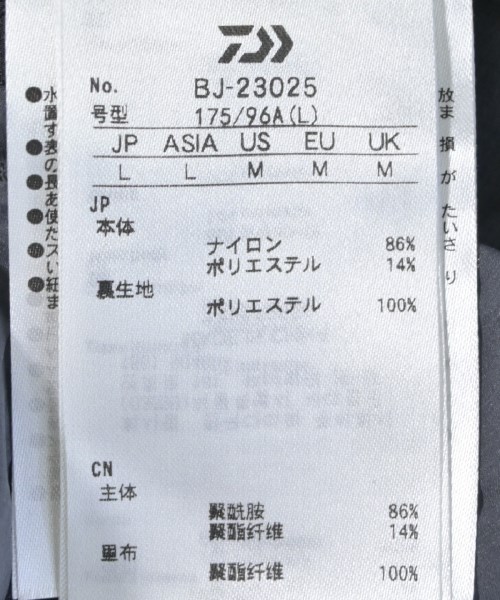 No. BJ-23025
号型 175/96A(L)
JP ASIA US EU UK
L L M M M
JP
本体
ナイロン 86%
ポリエステル 14%
裏生地
ポリエステル 100%
CN
主体
聚酰胺 86%
聚酯纤维 14%
里布
聚酯纤维 100%